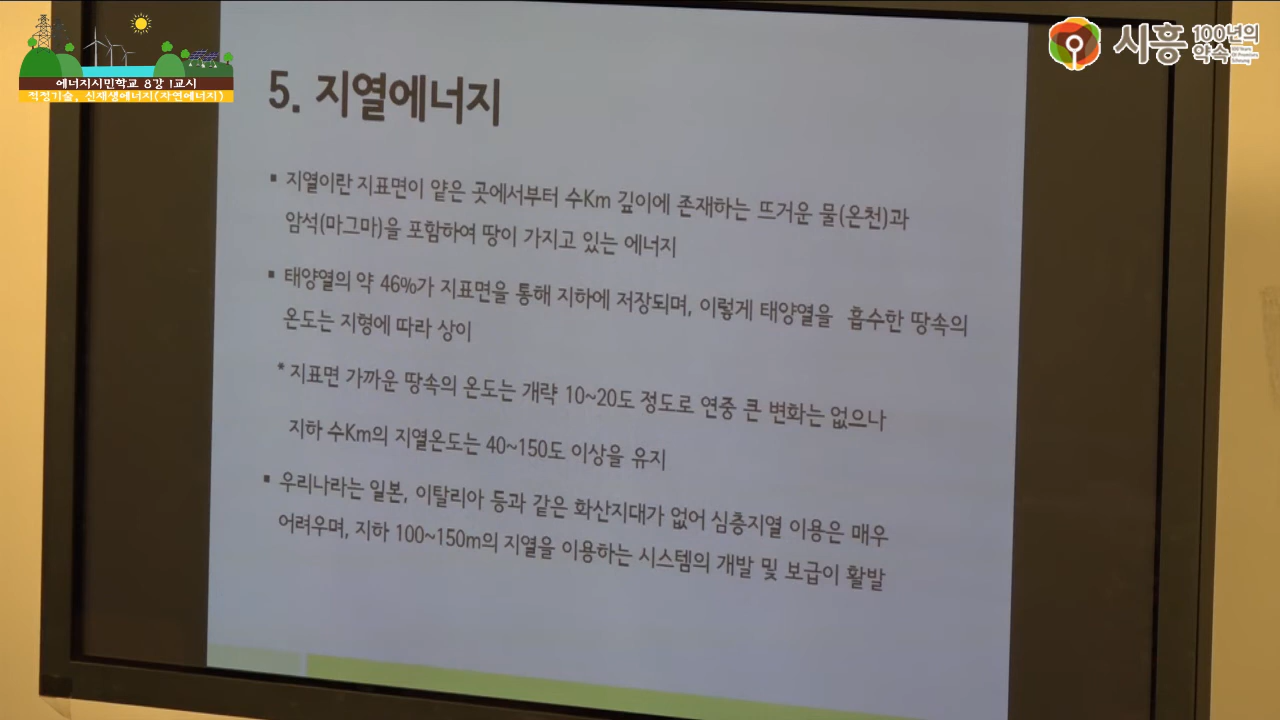 에너지시민학교 8강 1교시
적정기술, 신재생에너지(자연에너지)
시흥 100년의 약속
5. 지열에너지
▪ 지열이란 지표면이 얕은 곳에서부터 수Km 깊이에 존재하는 뜨거운 물(온천)과
암석(마그마)을 포함하여 땅이 가지고 있는 에너지
▪ 태양열의 약 46%가 지표면을 통해 지하에 저장되며, 이렇게 태양열을 흡수한 땅속의
온도는 지형에 따라 상이
* 지표면 가까운 땅속의 온도는 개략 10~20도 정도로 연중 큰 변화는 없으나
지하 수Km의 지열온도는 40~150도 이상을 유지
▪ 우리나라는 일본, 이탈리아 등과 같은 화산지대가 없어 심층지열 이용은 매우
어려우며, 지하 100~150m의 지열을 이용하는 시스템의 개발 및 보급이 활발